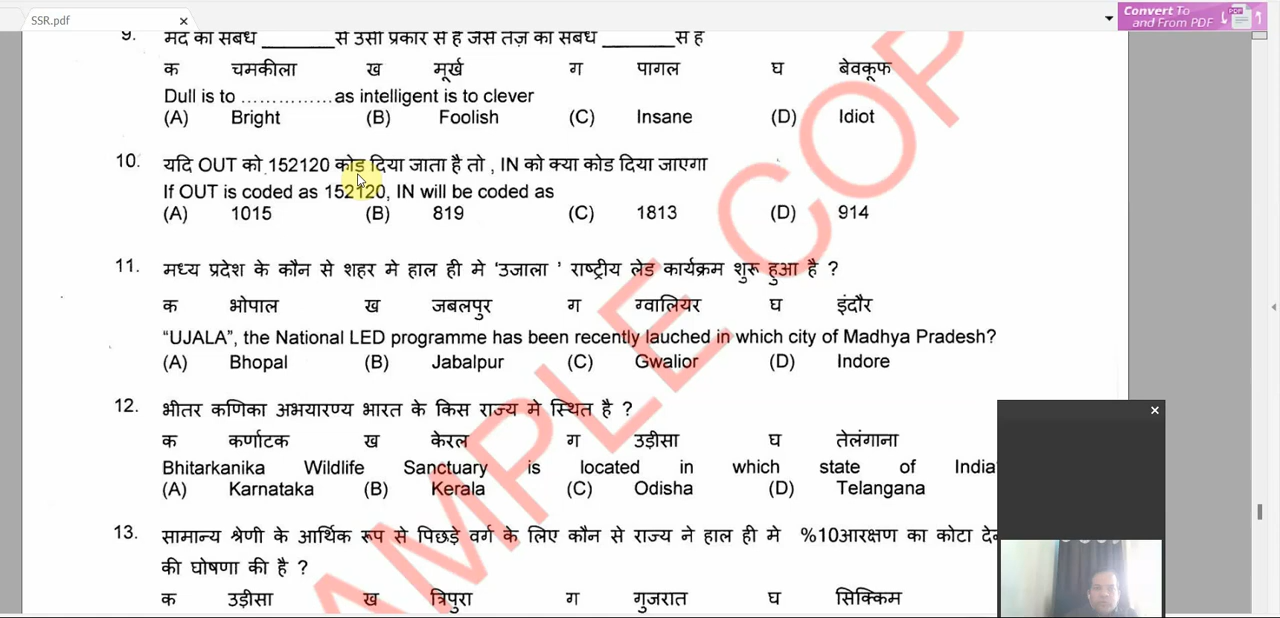 SSR.pdf
Convert To
and From PDF
9. मंद का संबंध ________से उसी प्रकार से है जैसे तेज़ का संबंध ________से है
क चमकीला ख मूर्ख ग पागल घ बेवकूफ
Dull is to ……………as intelligent is to clever
(A) Bright (B) Foolish (C) Insane (D) Idiot
10. यदि OUT को 152120 कोड दिया जाता है तो , IN को क्या कोड दिया जाएगा
If OUT is coded as 152120, IN will be coded as
(A) 1015 (B) 819 (C) 1813 (D) 914
11. मध्य प्रदेश के कौन से शहर मे हाल ही मे ‘उजाला ’ राष्ट्रीय लेड कार्यक्रम शुरू हुआ है ?
क भोपाल ख जबलपुर ग ग्वालियर घ इंदौर
“UJALA”, the National LED programme has been recently lauched in which city of Madhya Pradesh?
(A) Bhopal (B) Jabalpur (C) Gwalior (D) Indore
12. भीतर कणिका अभयारण्य भारत के किस राज्य मे स्थित है ?
क कर्णाटक ख केरल ग उड़ीसा घ तेलंगाना
Bhitarkanika Wildlife Sanctuary is located in which state of India
(A) Karnataka (B) Kerala (C) Odisha (D) Telangana
13. सामान्य श्रेणी के आर्थिक रूप से पिछड़े वर्ग के लिए कौन से राज्य ने हाल ही मे %10आरक्षण का कोटा
की घोषणा की है ?
क उड़ीसा ख त्रिपुरा ग गुजरात घ सिक्किम
AMPLE COP